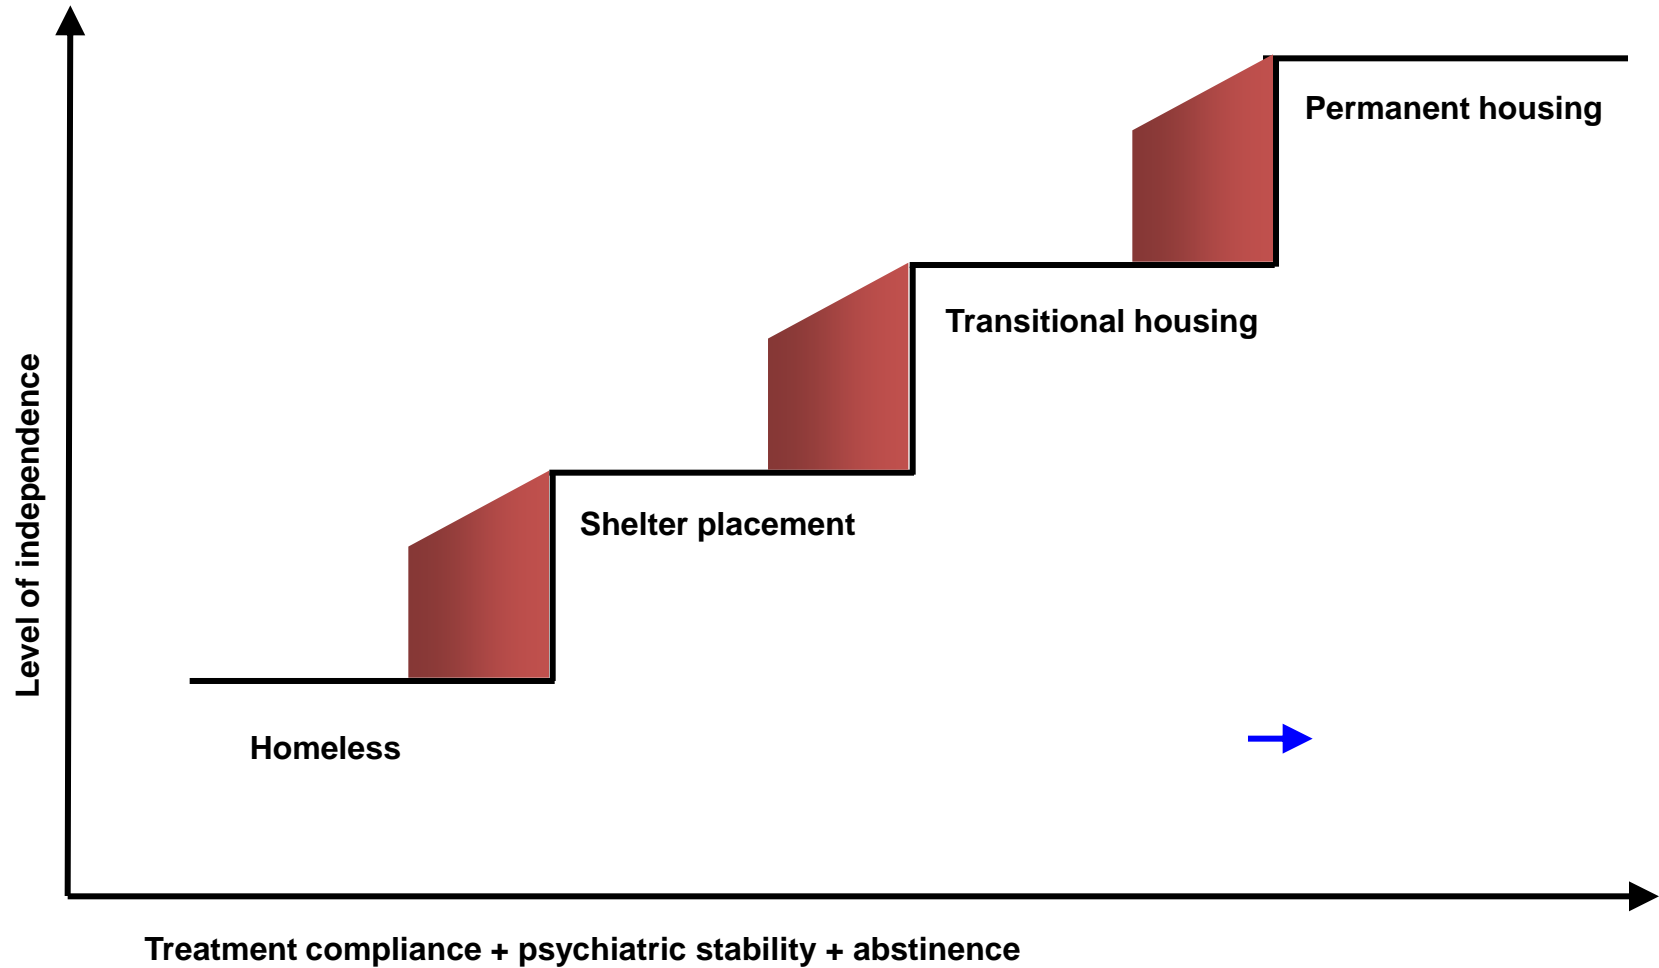 Permanent housing
Transitional housing
Shelter placement
Homeless
Level of independence
Treatment compliance + psychiatric stability + abstinence